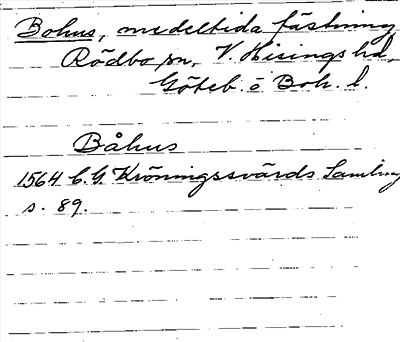 Bohus, medeltida fästning
Rödbo sn, V. Hisings hd,
Göteb. o Boh. l.
Båhus
1564 C. G. Kröningssvärds Samling
s. 89.